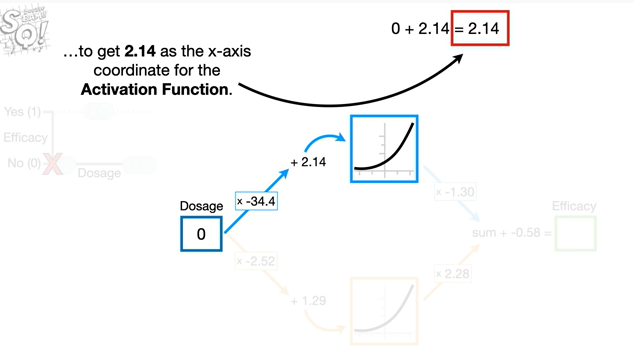 0 + 2.14 = 2.14
...to get 2.14 as the x-axis
coordinate for the
Activation Function.
Yes (1)
Efficacy
No (0)
Dosage
+ 2.14
x -34.4
x -1.30
Dosage
0
Efficacy
sum + -0.58 =
x -2.52
x 2.28
+ 1.29